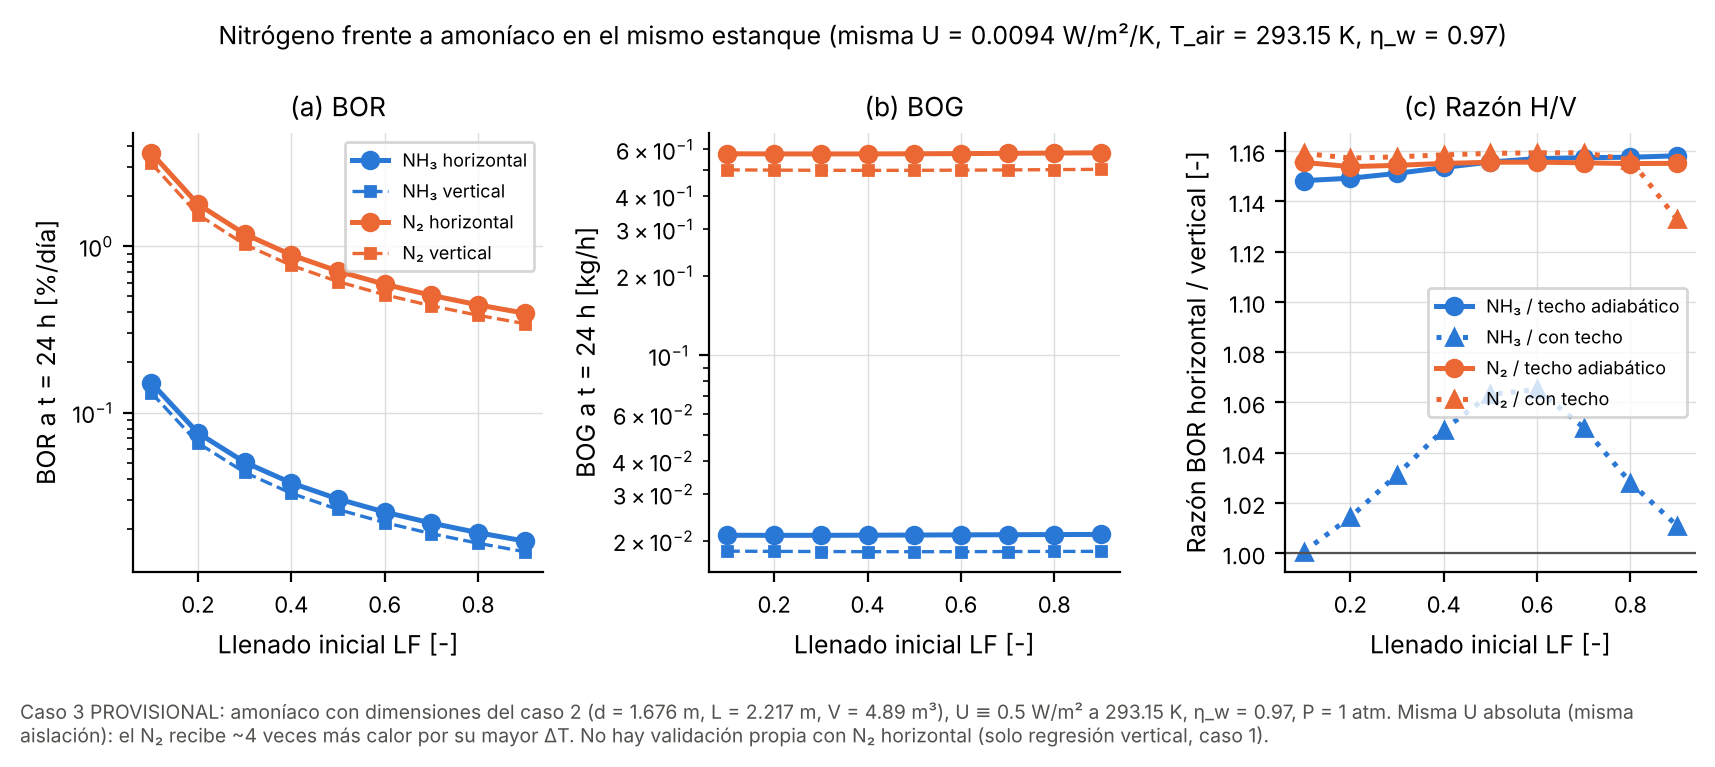 Nitrógeno frente a amoníaco en el mismo estanque (misma U = 0.0094 W/m²/K, T_air = 293.15 K, η_w = 0.97)
(a) BOR
BOR a t = 24 h [%/día]
10⁰
10⁻¹
0.2 0.4 0.6 0.8
Llenado inicial LF [-]
NH₃ horizontal
NH₃ vertical
N₂ horizontal
N₂ vertical
(b) BOG
BOG a t = 24 h [kg/h]
6 × 10⁻¹
4 × 10⁻¹
3 × 10⁻¹
2 × 10⁻¹
10⁻¹
6 × 10⁻²
4 × 10⁻²
3 × 10⁻²
2 × 10⁻²
0.2 0.4 0.6 0.8
Llenado inicial LF [-]
(c) Razón H/V
Razón BOR horizontal / vertical [-]
1.16
1.14
1.12
1.10
1.08
1.06
1.04
1.02
1.00
0.2 0.4 0.6 0.8
Llenado inicial LF [-]
NH₃ / techo adiabático
NH₃ / con techo
N₂ / techo adiabático
N₂ / con techo
Caso 3 PROVISIONAL: amoníaco con dimensiones del caso 2 (d = 1.676 m, L = 2.217 m, V = 4.89 m³), U ≡ 0.5 W/m² a 293.15 K, η_w = 0.97, P = 1 atm. Misma U absoluta (misma
aislación): el N₂ recibe ~4 veces más calor por su mayor ΔT. No hay validación propia con N₂ horizontal (solo regresión vertical, caso 1).